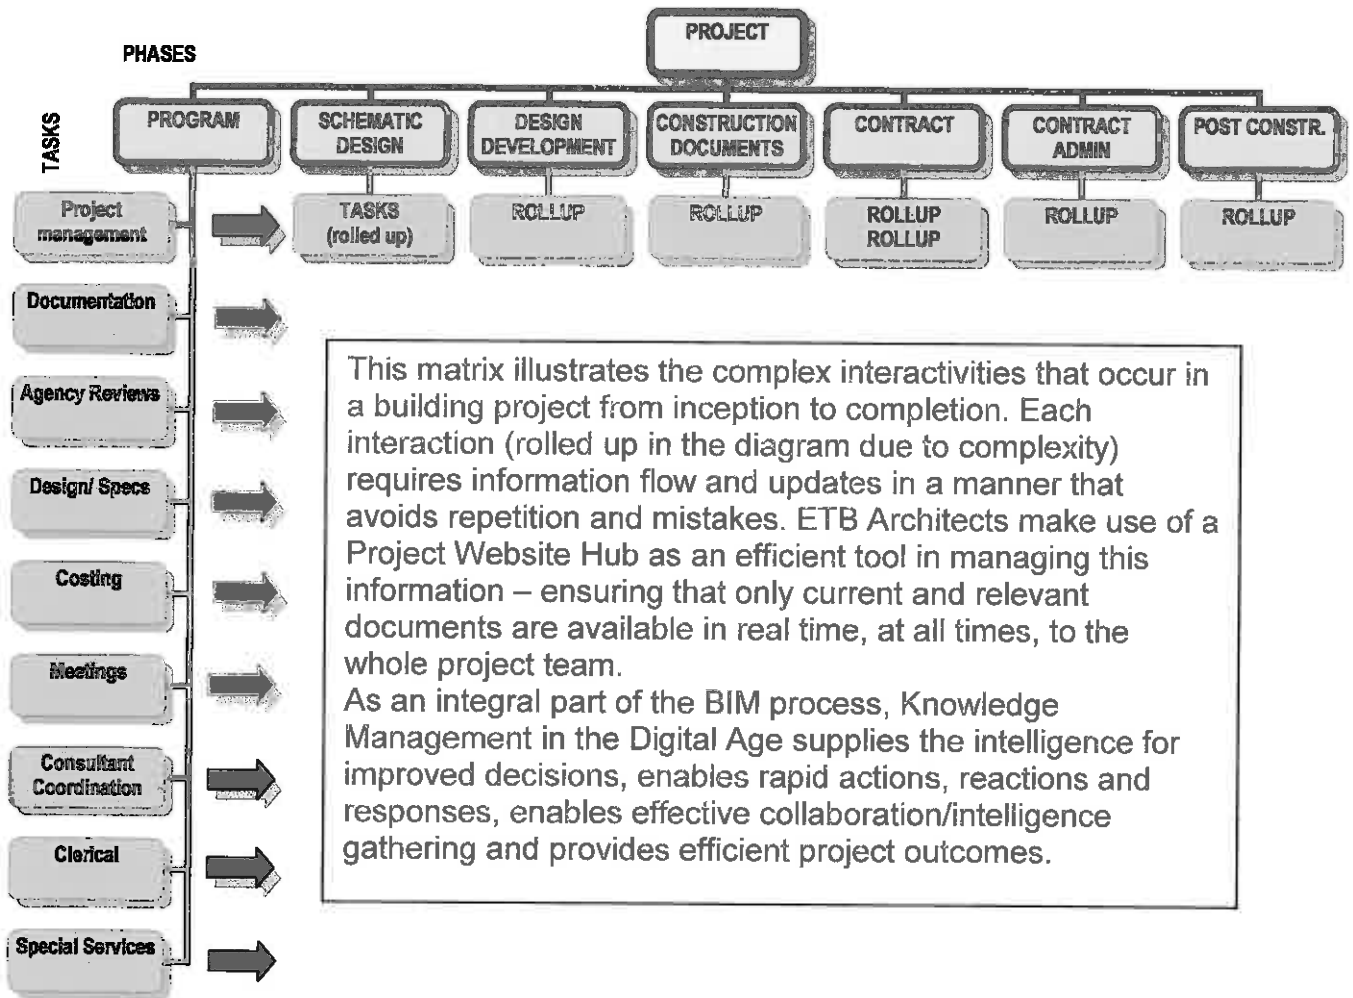 PROJECT
PHASES
TASKS
PROGRAM
SCHEMATIC
DESIGN
DESIGN
DEVELOPMENT
CONSTRUCTION
DOCUMENTS
CONTRACT
CONTRACT
ADMIN
POST CONSTR.
Project
management
TASKS
(rolled up)
ROLLUP
ROLLUP
ROLLUP
ROLLUP
ROLLUP
ROLLUP
Documentation
Agency Reviews
Design/ Specs
Costing
Meetings
Consultant
Coordination
Clerical
Special Services
This matrix illustrates the complex interactivities that occur in
a building project from inception to completion. Each
interaction (rolled up in the diagram due to complexity)
requires information flow and updates in a manner that
avoids repetition and mistakes. ETB Architects make use of a
Project Website Hub as an efficient tool in managing this
information – ensuring that only current and relevant
documents are available in real time, at all times, to the
whole project team.
As an integral part of the BIM process, Knowledge
Management in the Digital Age supplies the intelligence for
improved decisions, enables rapid actions, reactions and
responses, enables effective collaboration/intelligence
gathering and provides efficient project outcomes.